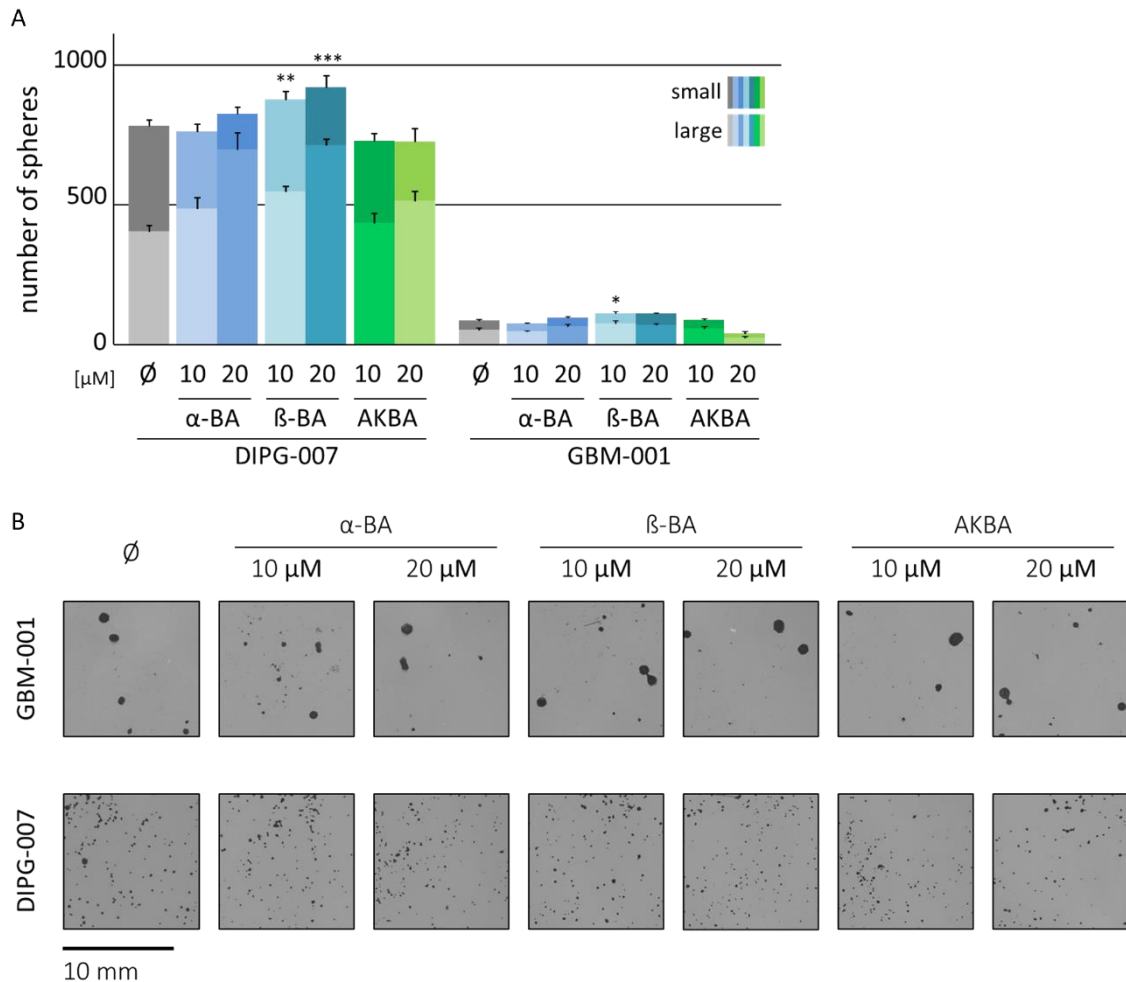 A
number of spheres
1000
500
0
** ***
*
small
large
[µM] Ø 10 20 10 20 10 20 Ø 10 20 10 20 10 20
α-BA ß-BA AKBA α-BA ß-BA AKBA
DIPG-007 GBM-001
B
Ø α-BA ß-BA AKBA
10 µM 20 µM 10 µM 20 µM 10 µM 20 µM
GBM-001
DIPG-007
10 mm